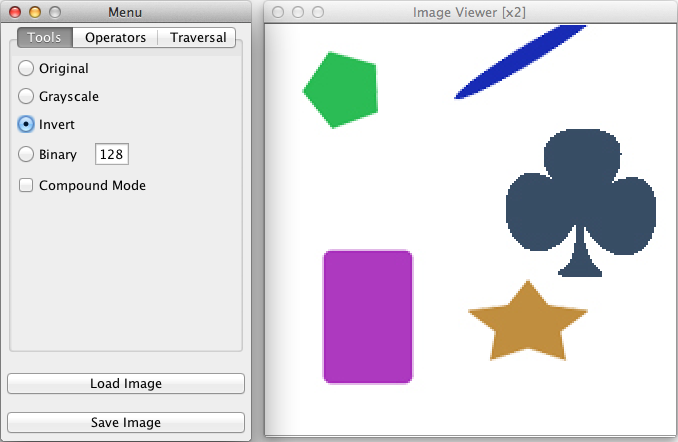 Menu
Tools Operators Traversal
Original
Grayscale
Invert
Binary 128
Compound Mode
Load Image
Save Image
Image Viewer [x2]